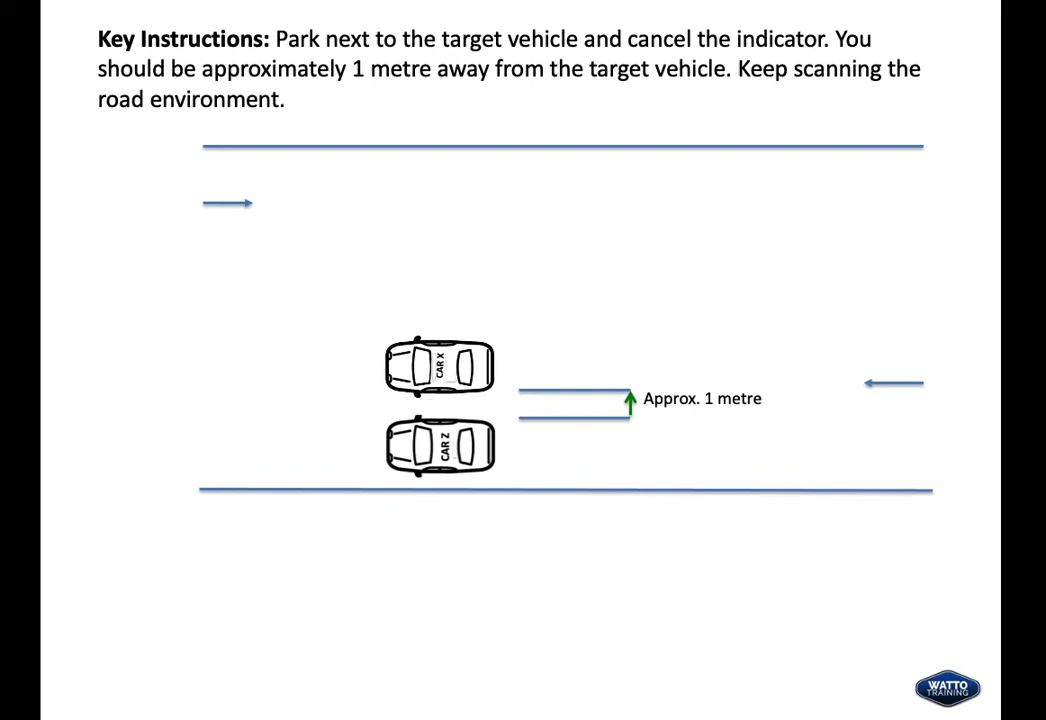 Key Instructions: Park next to the target vehicle and cancel the indicator. You
should be approximately 1 metre away from the target vehicle. Keep scanning the
road environment.
CAR X
Approx. 1 metre
CAR Z
WATTO
TRAINING